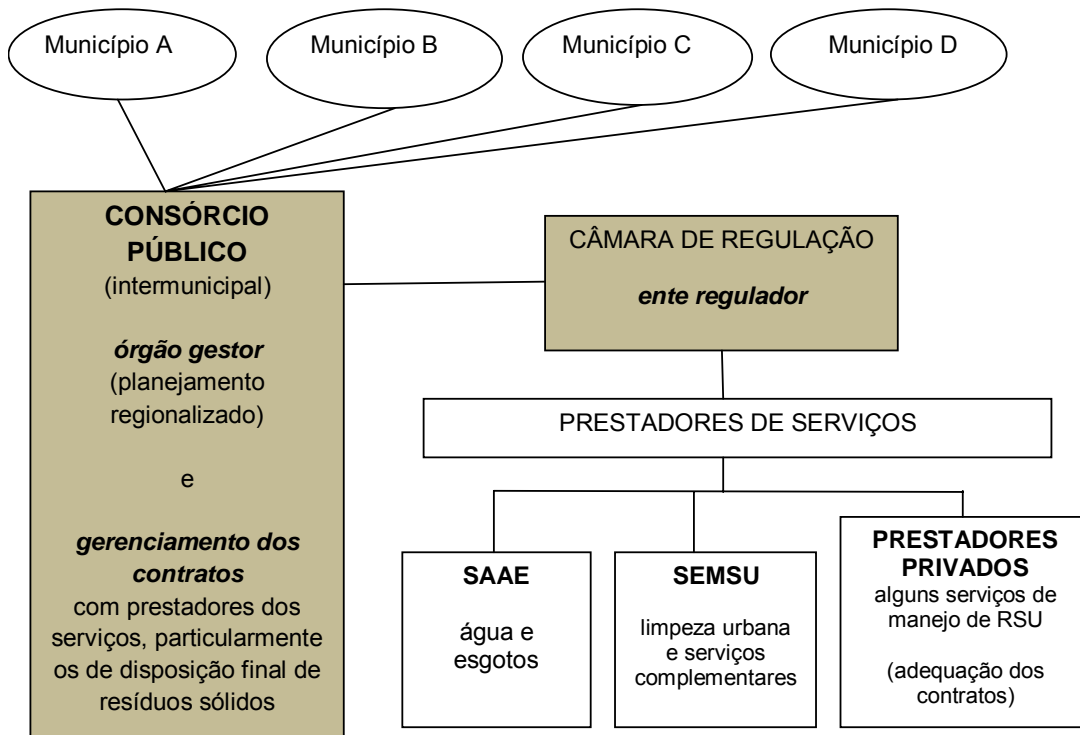 Município A
Município B
Município C
Município D
CONSÓRCIO
PÚBLICO
(intermunicipal)
órgão gestor
(planejamento
regionalizado)
e
gerenciamento dos
contratos
com prestadores dos
serviços, particularmente
os de disposição final de
resíduos sólidos
CÂMARA DE REGULAÇÃO
ente regulador
PRESTADORES DE SERVIÇOS
SAAE
água e
esgotos
SEMSU
limpeza urbana
e serviços
complementares
PRESTADORES
PRIVADOS
alguns serviços de
manejo de RSU
(adequação dos
contratos)